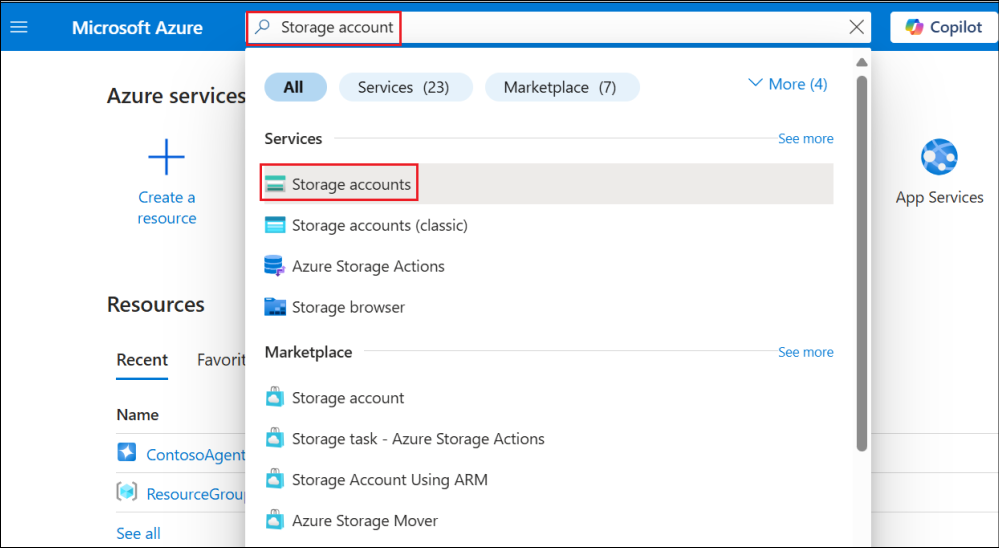 Microsoft Azure
Storage account
Copilot
All
Services (23)
Marketplace (7)
More (4)
Azure services
Create a
resource
App Services
Services
See more
Storage accounts
Storage accounts (classic)
Azure Storage Actions
Storage browser
Marketplace
See more
Storage account
Storage task - Azure Storage Actions
Storage Account Using ARM
Azure Storage Mover
Resources
Recent
Favorit
Name
ContosoAgent
ResourceGroup
See all